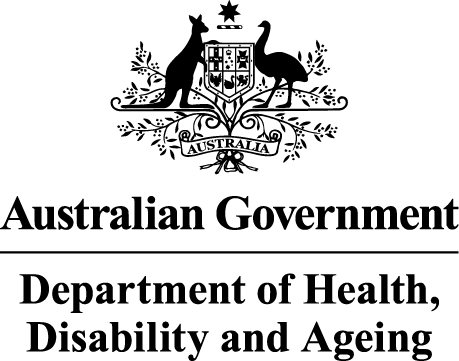 AUSTRALIA
Australian Government
Department of Health,
Disability and Ageing